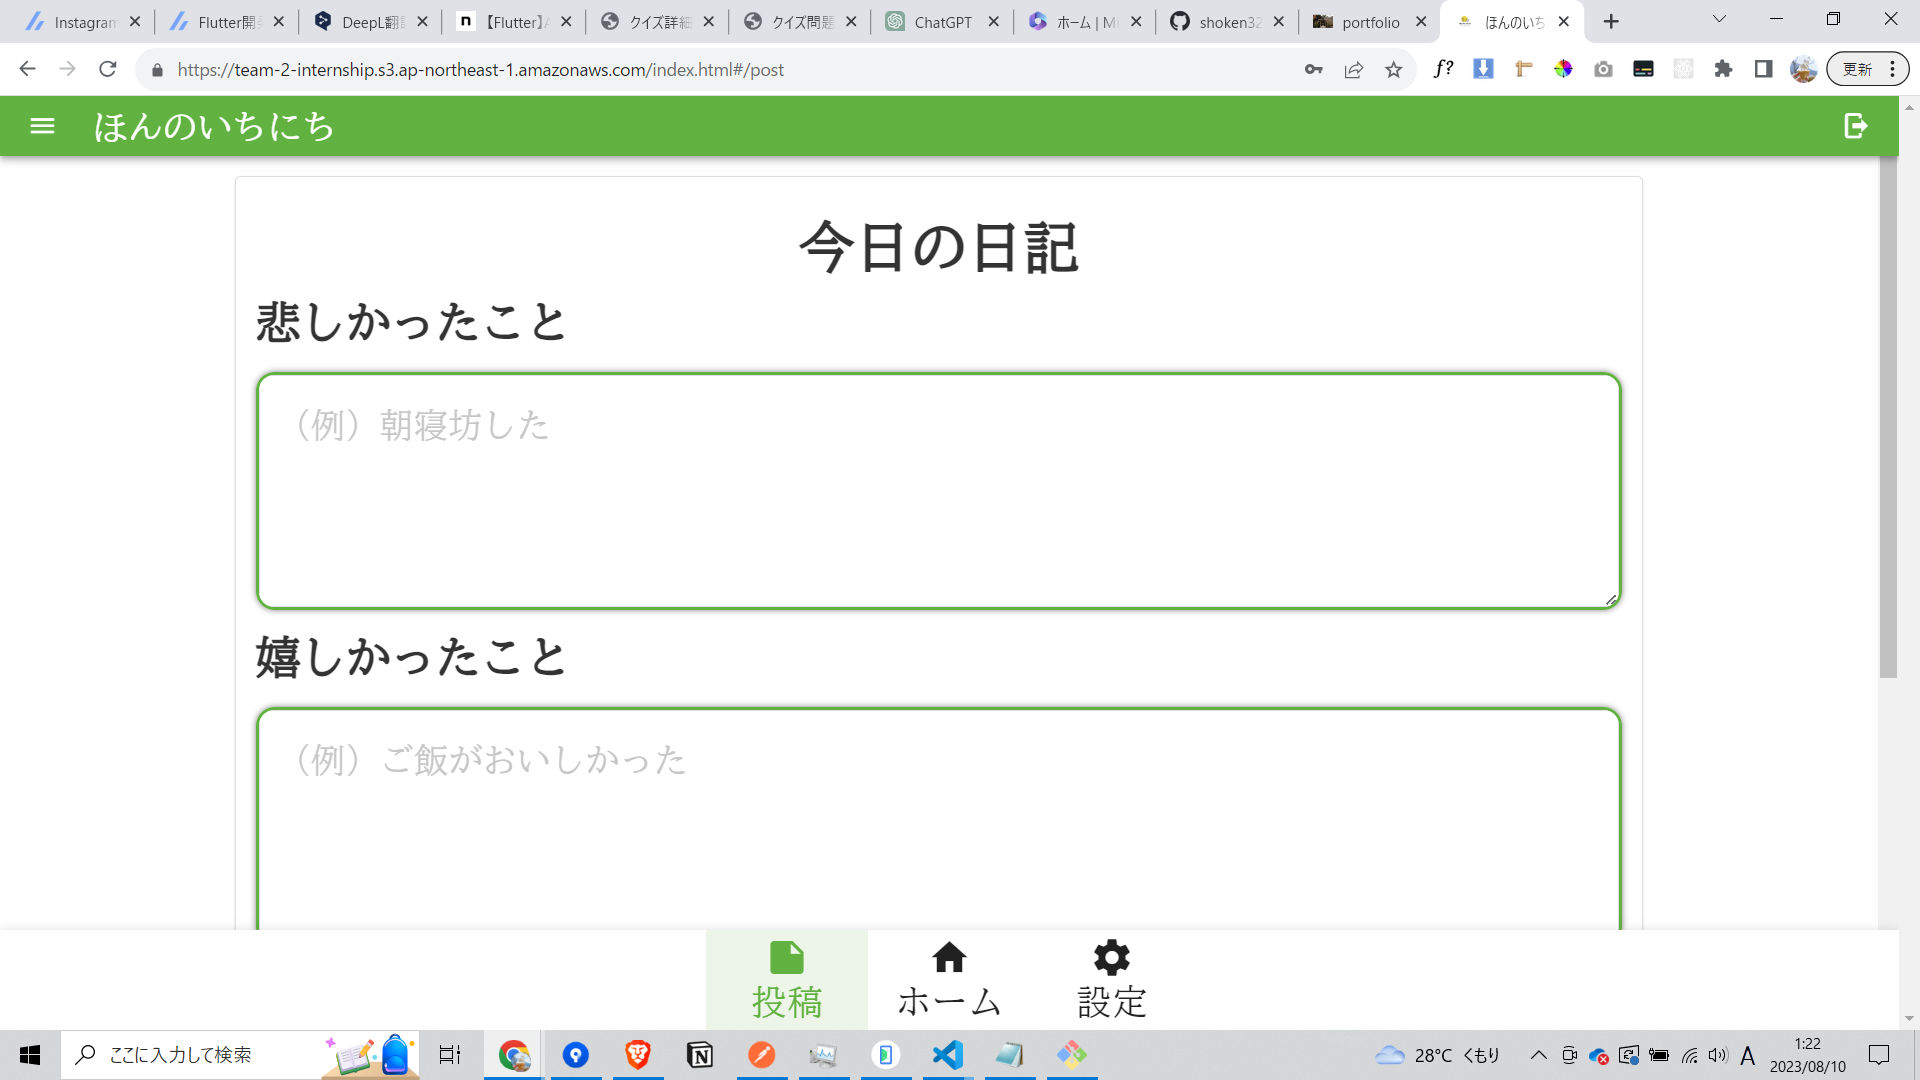 Instagram
Flutter開発
DeepL翻訳
【Flutter】A
クイズ詳細
クイズ問題
ChatGPT
ホーム | Mi
shoken32
portfolio
ほんのいち
https://team-2-internship.s3.ap-northeast-1.amazonaws.com/index.html#/post
f?
更新
ほんのいちにち
今日の日記
悲しかったこと
（例）朝寝坊した
嬉しかったこと
（例）ご飯がおいしかった
投稿
ホーム
設定
ここに入力して検索
28°C くもり
A
1:22
2023/08/10